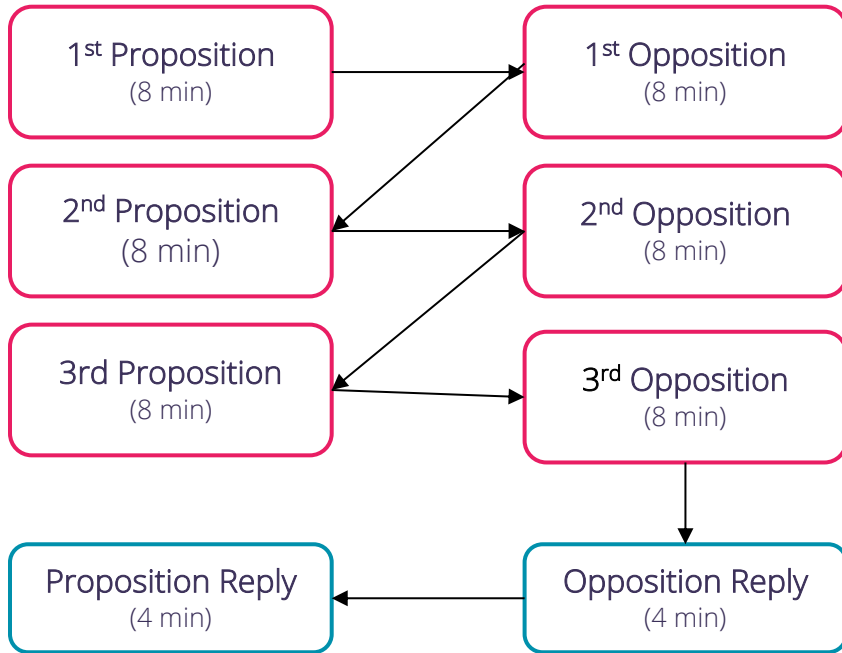 1st Proposition
(8 min)
1st Opposition
(8 min)
2nd Proposition
(8 min)
2nd Opposition
(8 min)
3rd Proposition
(8 min)
3rd Opposition
(8 min)
Proposition Reply
(4 min)
Opposition Reply
(4 min)